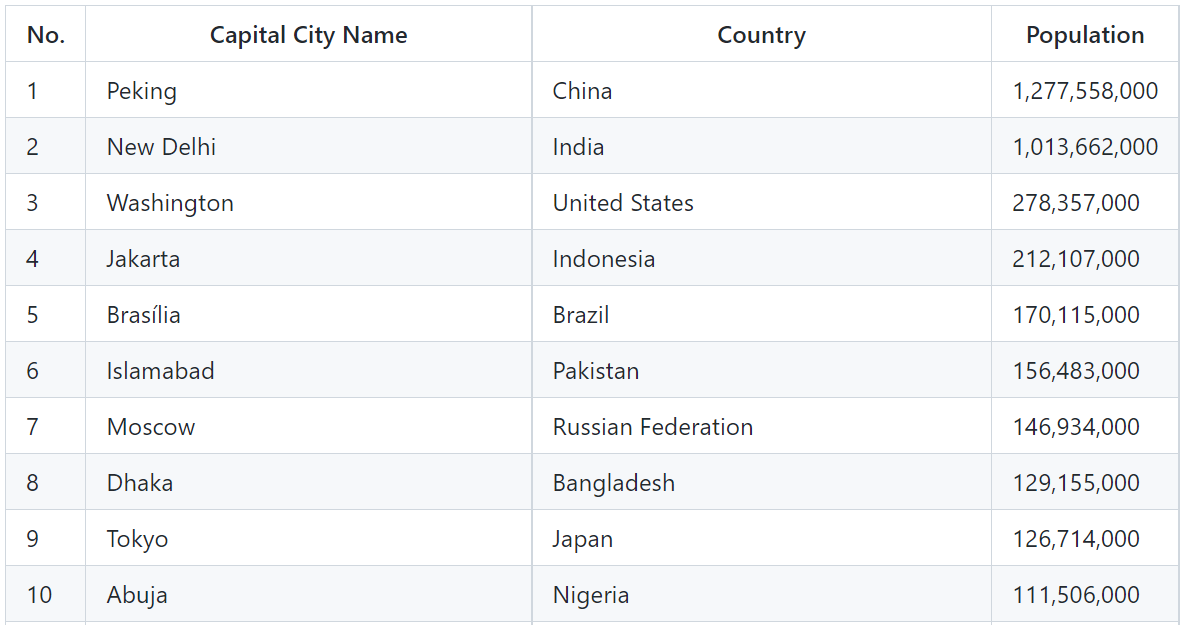 No. Capital City Name Country Population
1 Peking China 1,277,558,000
2 New Delhi India 1,013,662,000
3 Washington United States 278,357,000
4 Jakarta Indonesia 212,107,000
5 Brasília Brazil 170,115,000
6 Islamabad Pakistan 156,483,000
7 Moscow Russian Federation 146,934,000
8 Dhaka Bangladesh 129,155,000
9 Tokyo Japan 126,714,000
10 Abuja Nigeria 111,506,000